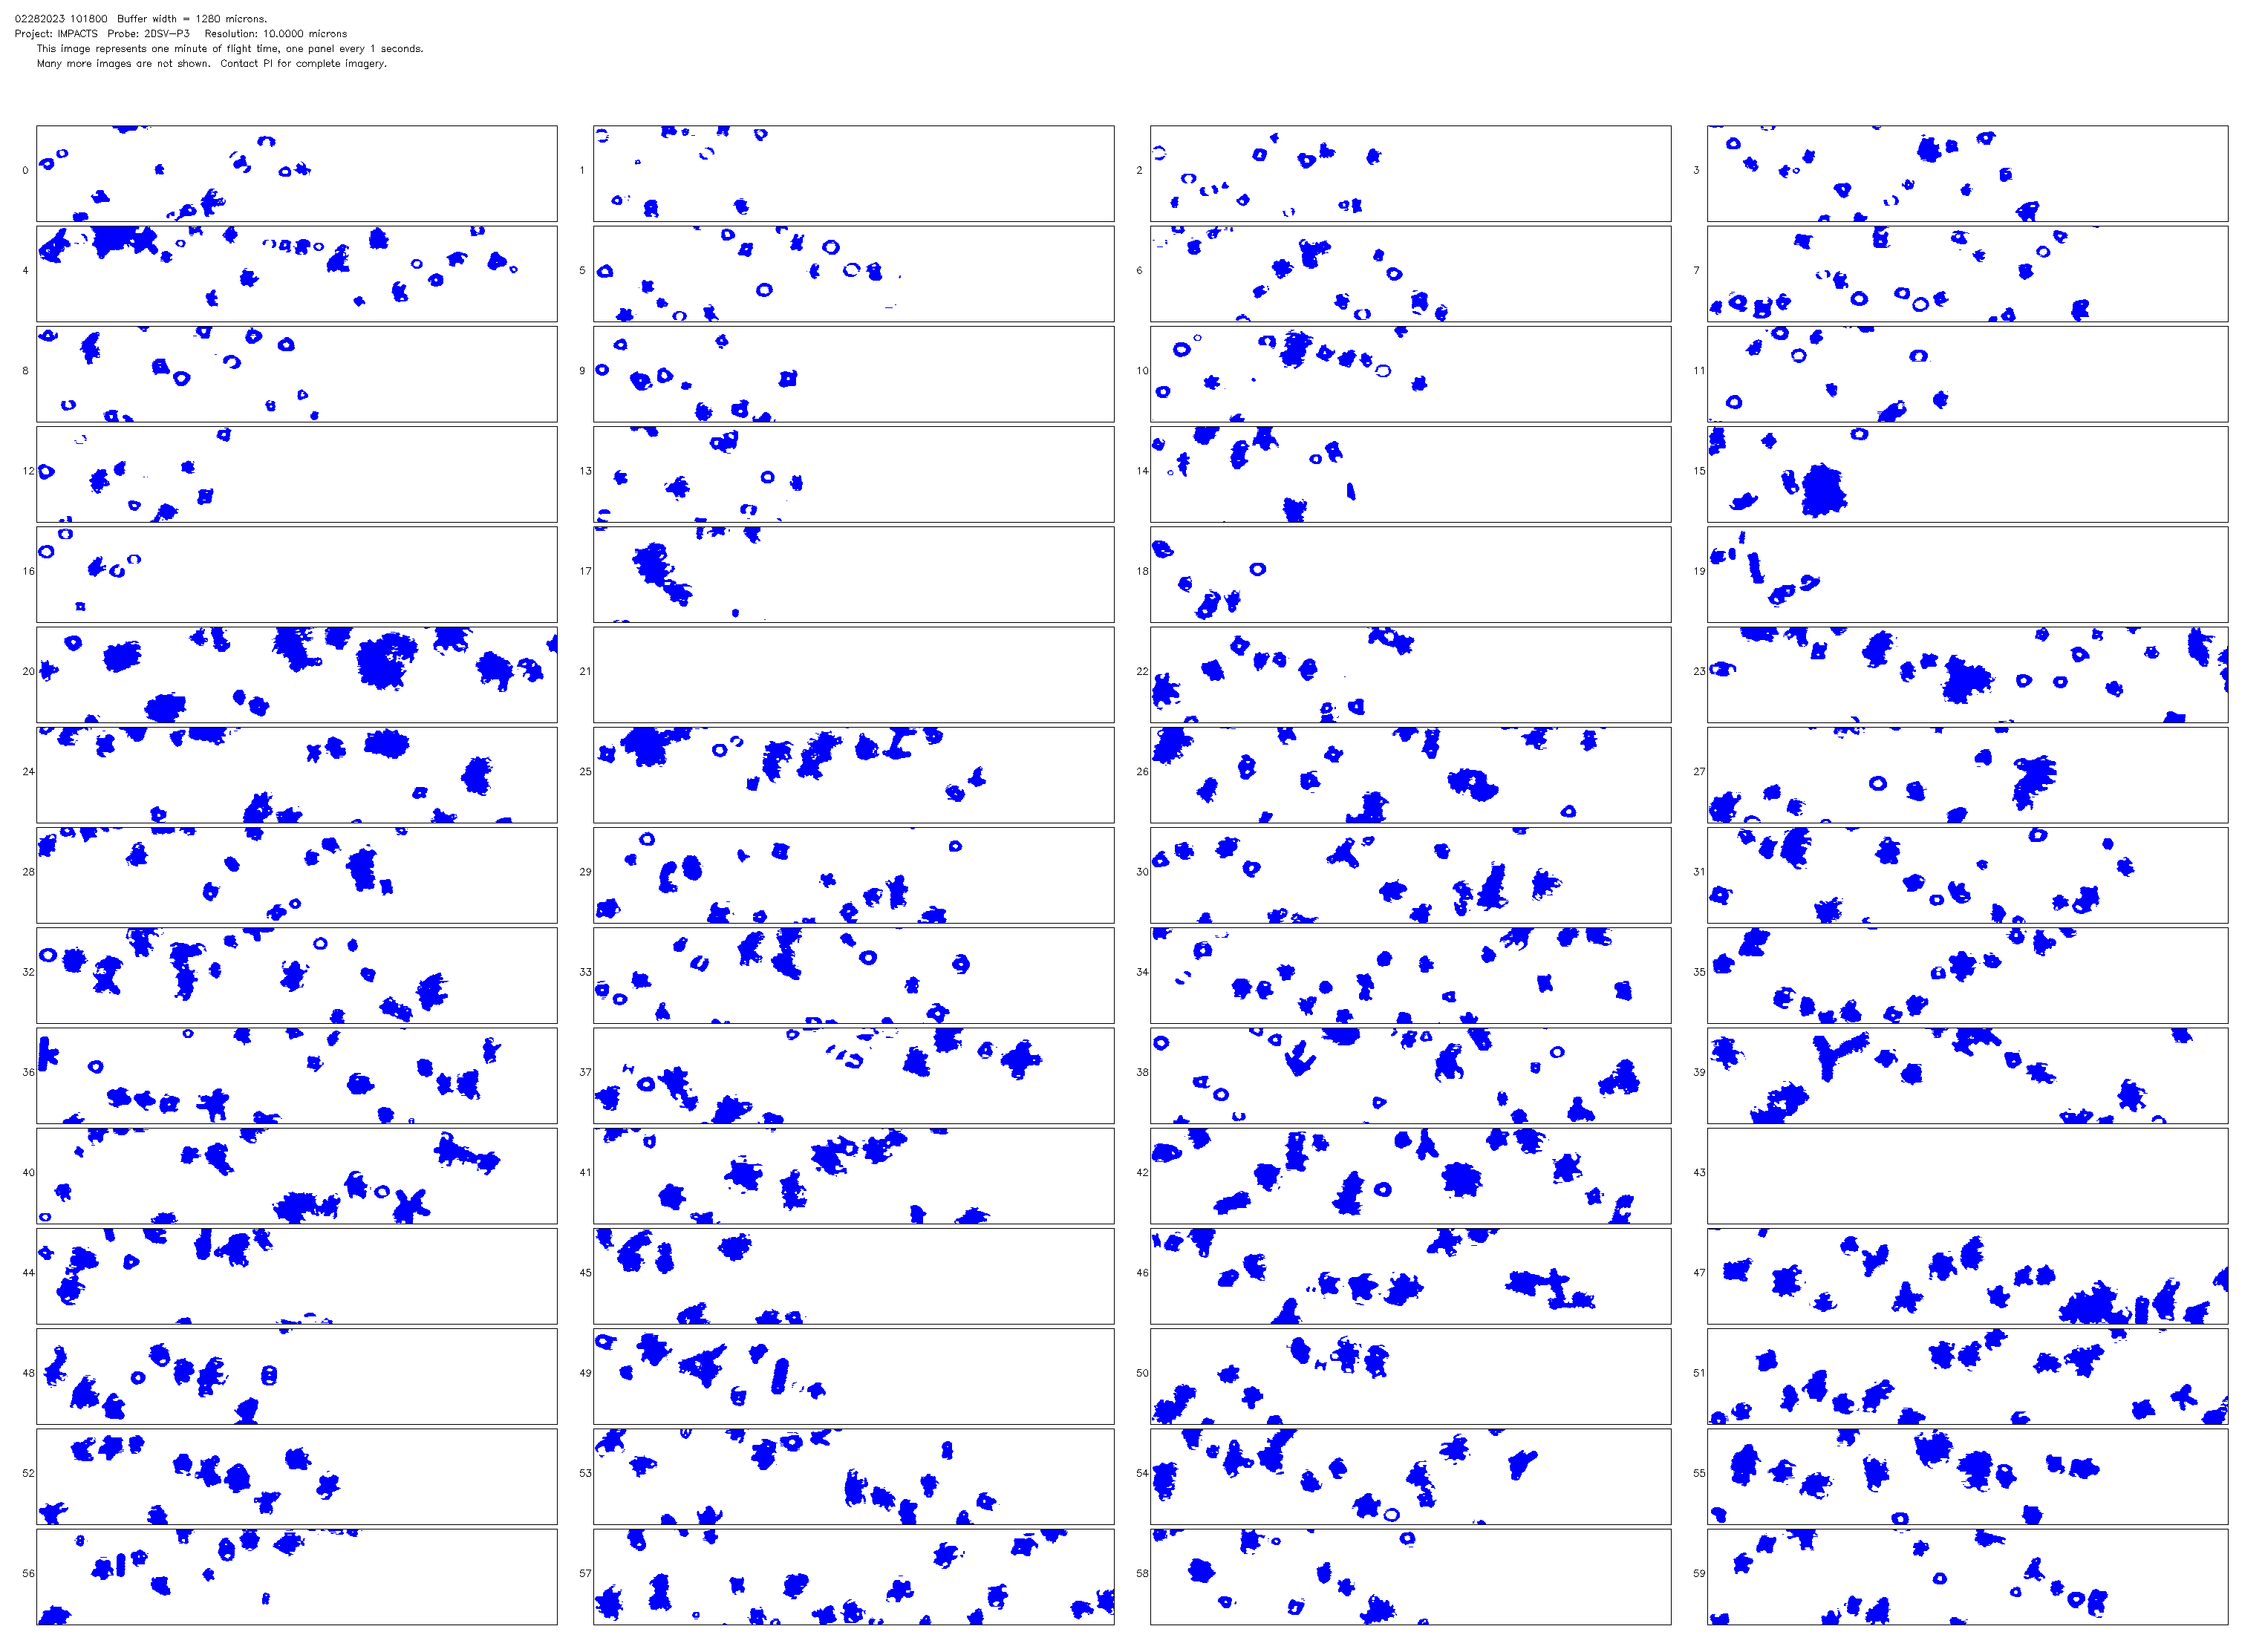 02282023 101800  Buffer width = 1280 microns.
Project: IMPACTS  Probe: 2DSV-P3   Resolution: 10.0000 microns
This image represents one minute of flight time, one panel every 1 seconds.
Many more images are not shown.  Contact PI for complete imagery.
0 1 2 3
4 5 6 7
8 9 10 11
12 13 14 15
16 17 18 19
20 21 22 23
24 25 26 27
28 29 30 31
32 33 34 35
36 37 38 39
40 41 42 43
44 45 46 47
48 49 50 51
52 53 54 55
56 57 58 59